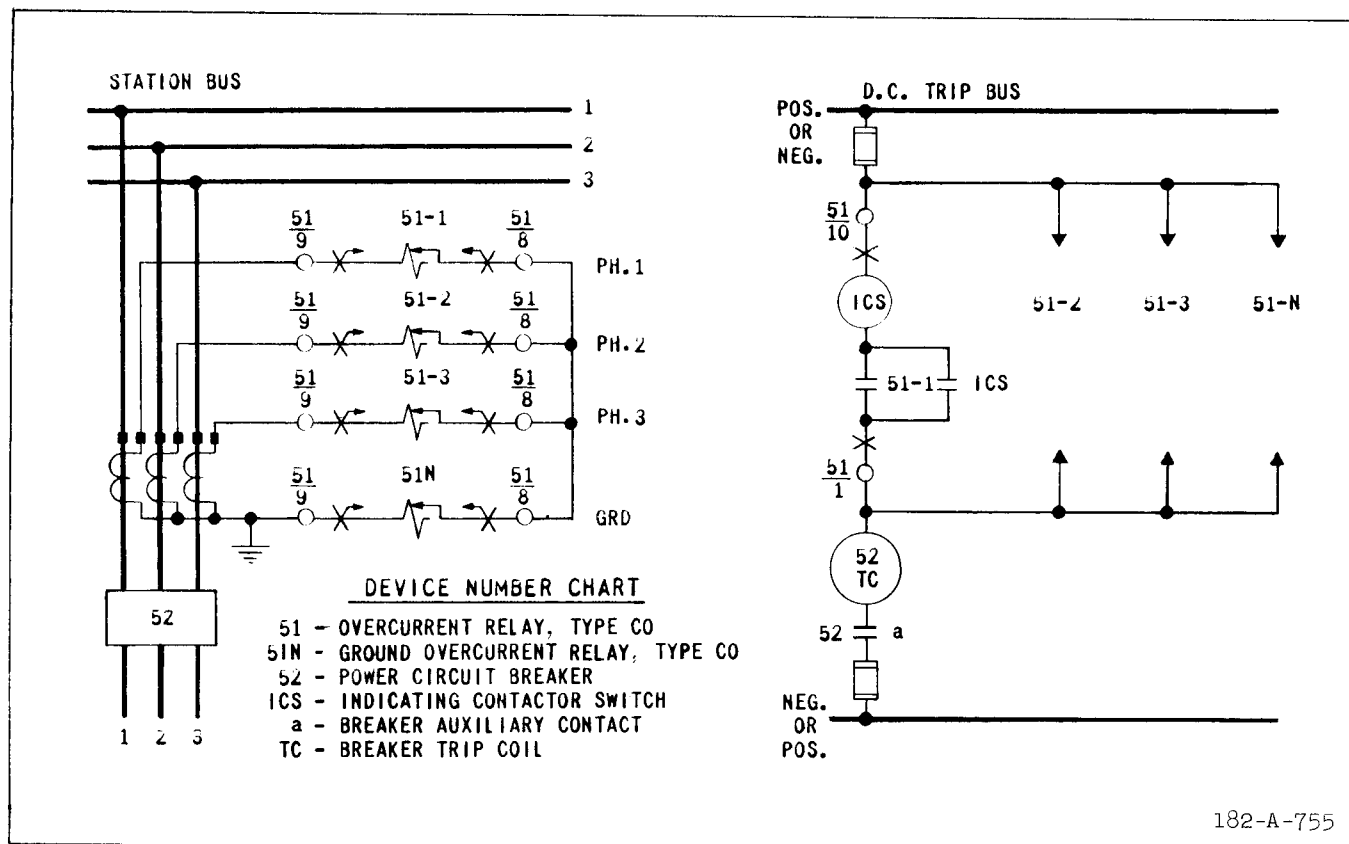 STATION BUS
1
2
3
51
9
51-1
51
8
PH.1
51
9
51-2
51
8
PH.2
51
9
51-3
51
8
PH.3
51
9
51N
51
8
GRD
52
1 2 3
DEVICE NUMBER CHART
51 - OVERCURRENT RELAY, TYPE CO
51N - GROUND OVERCURRENT RELAY, TYPE CO
52 - POWER CIRCUIT BREAKER
ICS - INDICATING CONTACTOR SWITCH
a - BREAKER AUXILIARY CONTACT
TC - BREAKER TRIP COIL
D.C. TRIP BUS
POS.
OR
NEG.
51
10
ICS
51-2 51-3 51-N
51-1 ICS
51
1
52
TC
52 a
NEG.
OR
POS.
182-A-755